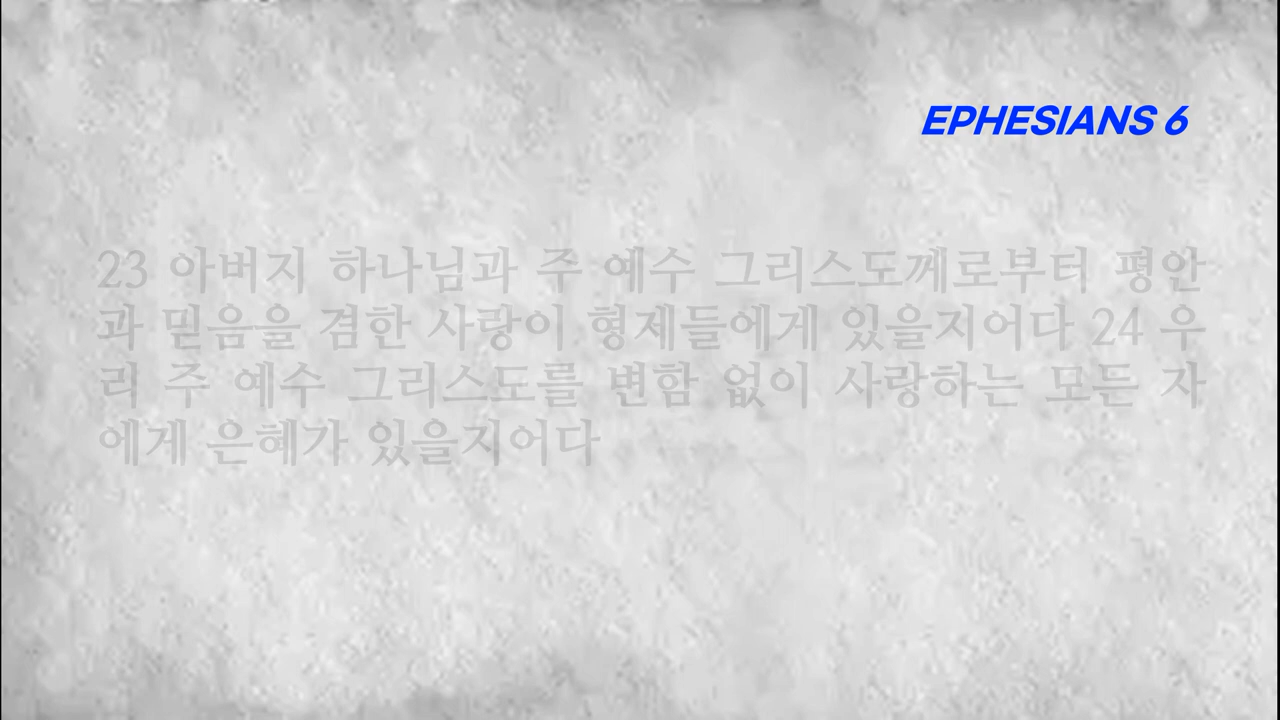 EPHESIANS 6
23 아버지 하나님과 주 예수 그리스도께로부터 평안
과 믿음을 겸한 사랑이 형제들에게 있을지어다 24 우
리 주 예수 그리스도를 변함 없이 사랑하는 모든 자
에게 은혜가 있을지어다